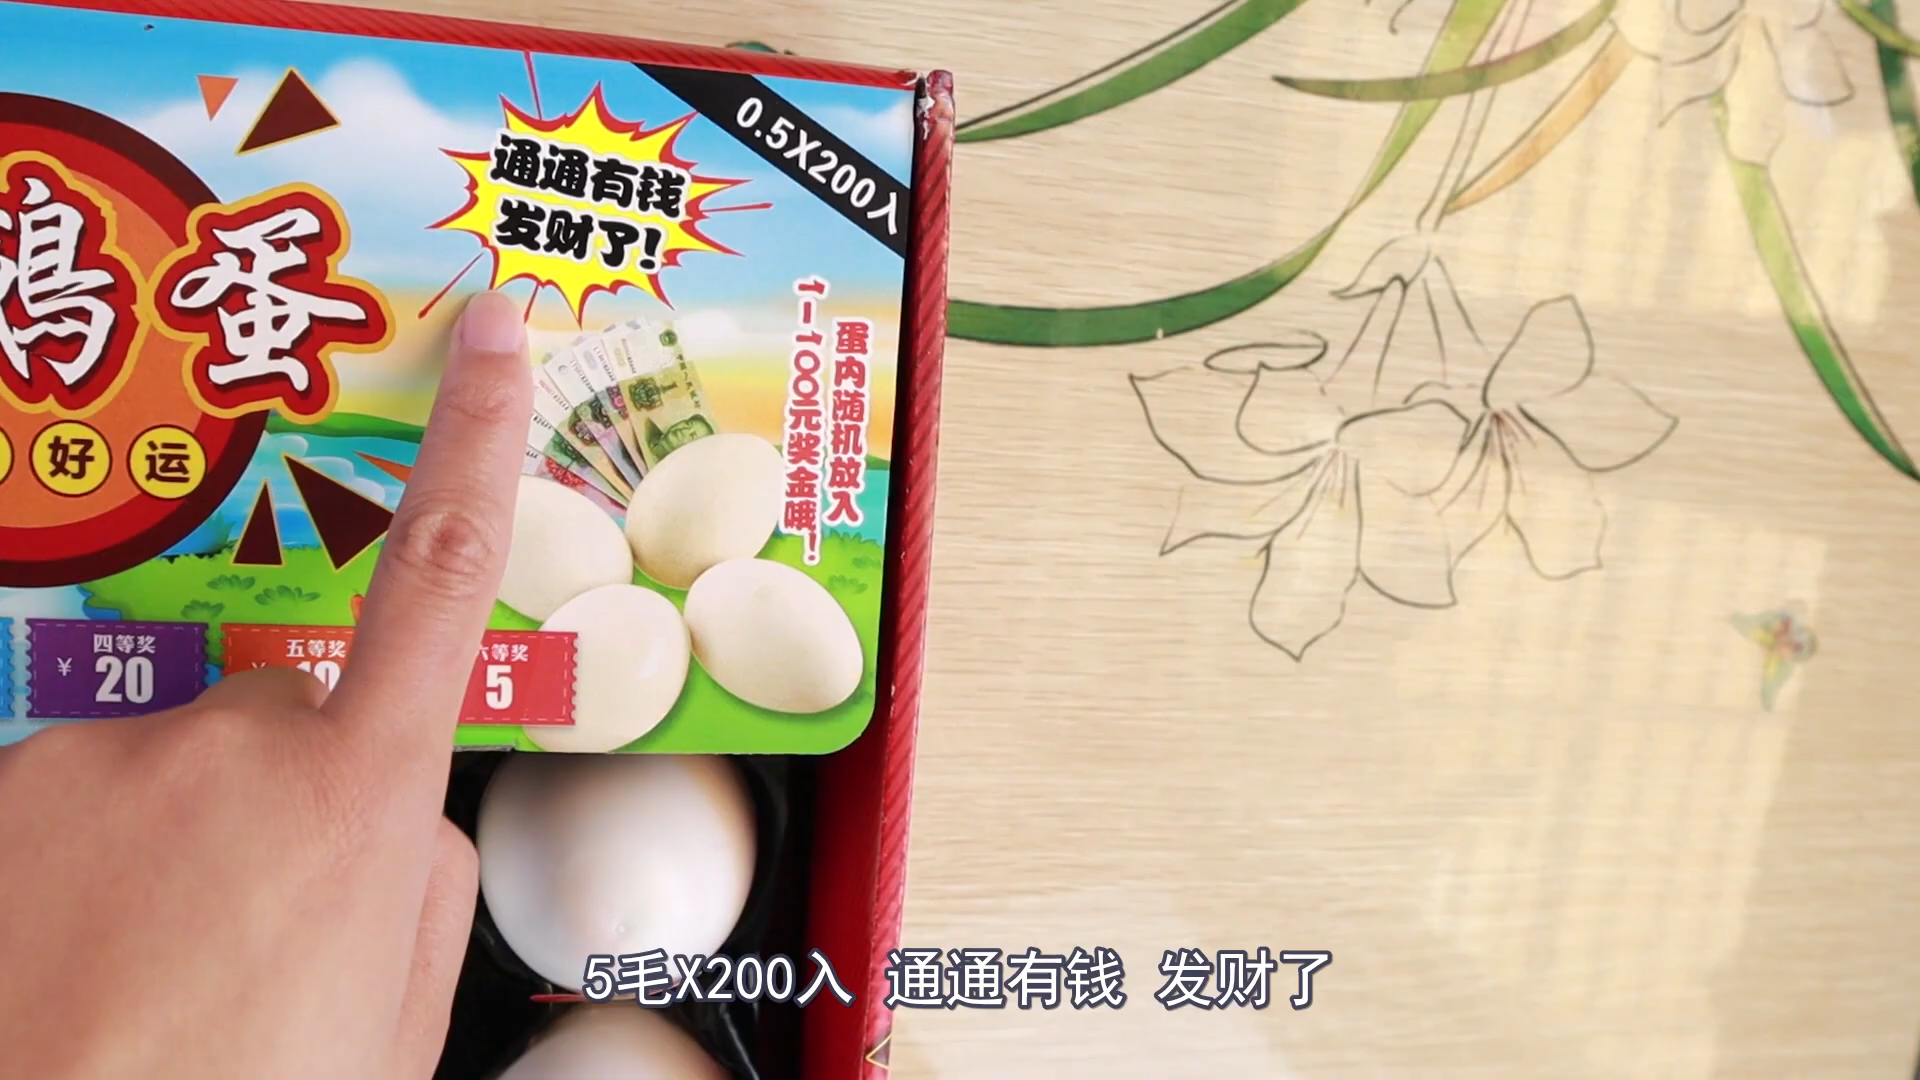 0.5X200入
通通有钱
发财了!
鹅蛋
好运
蛋内随机放入
1-100元奖金哦!
四等奖
¥20
五等奖
¥10
六等奖
5
5毛X200入 通通有钱 发财了